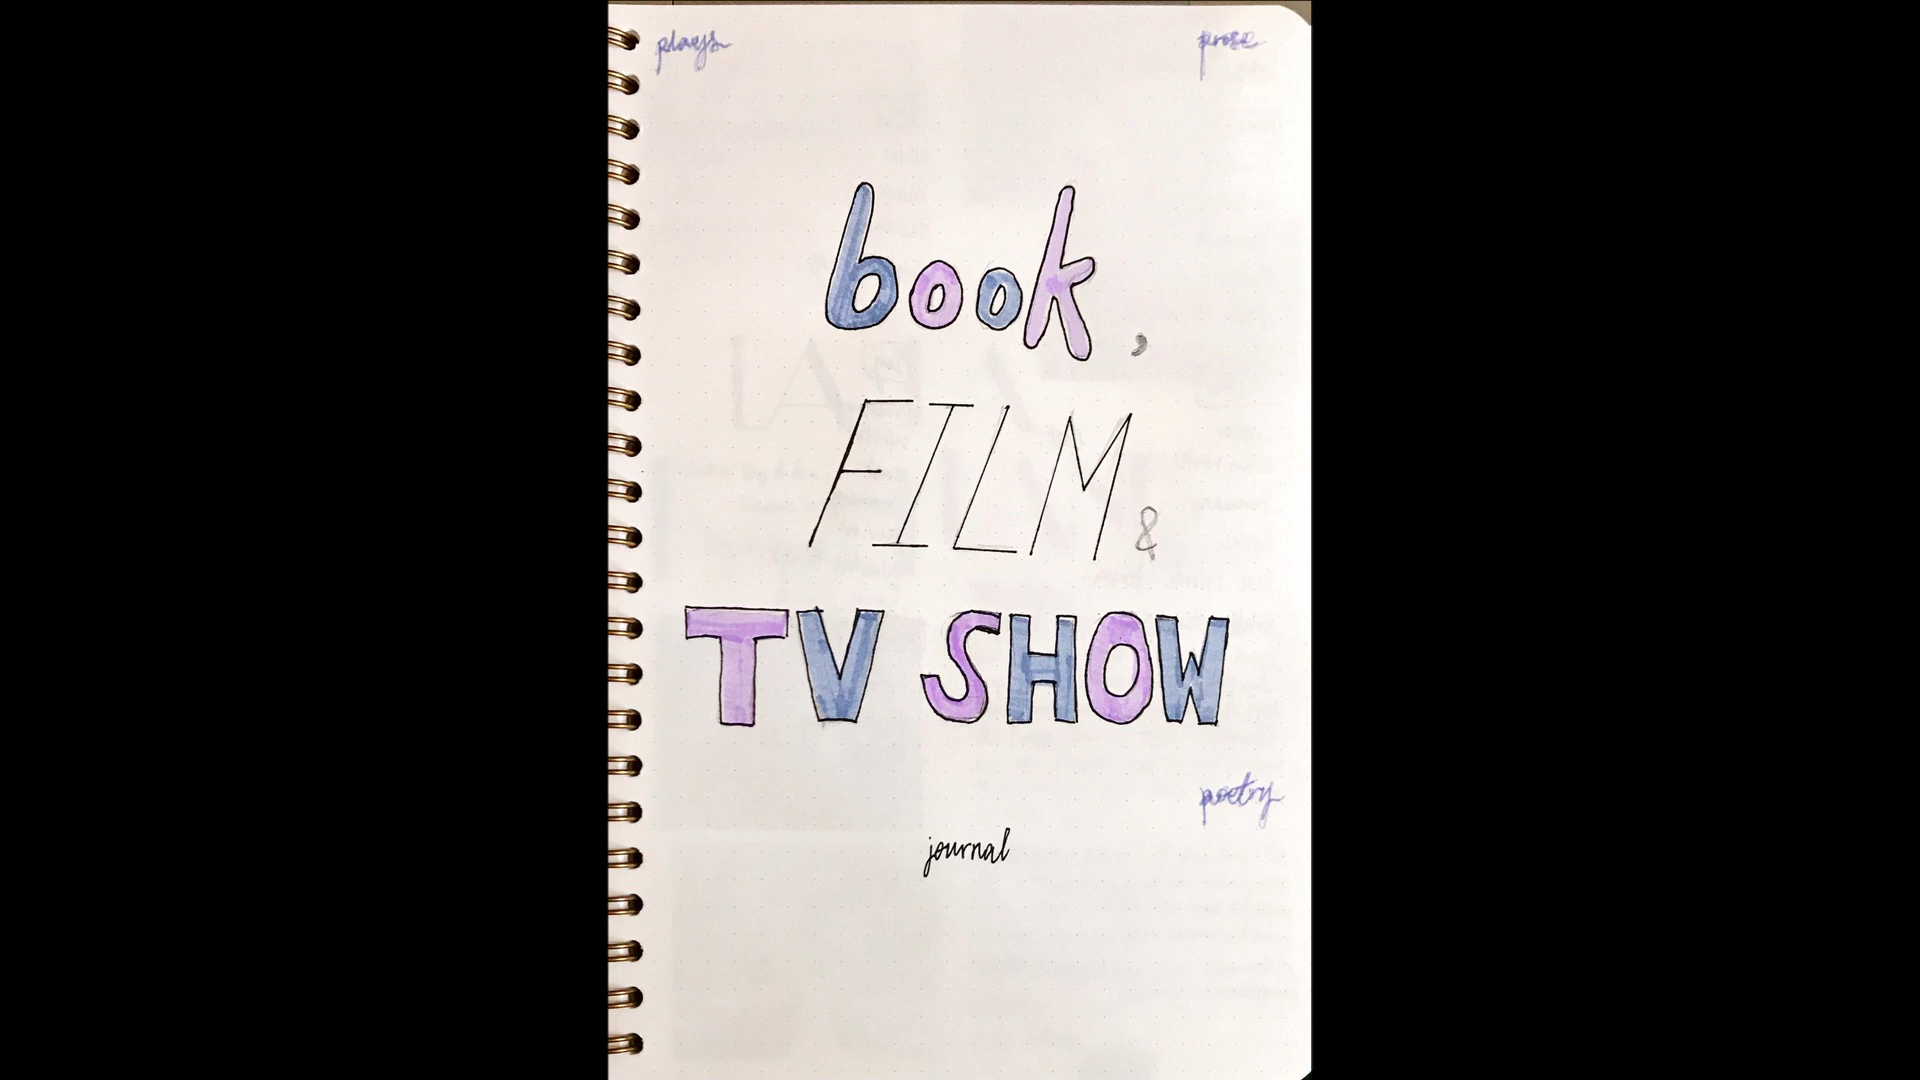 plays prose
book,
FILM &
TV SHOW
poetry
journal